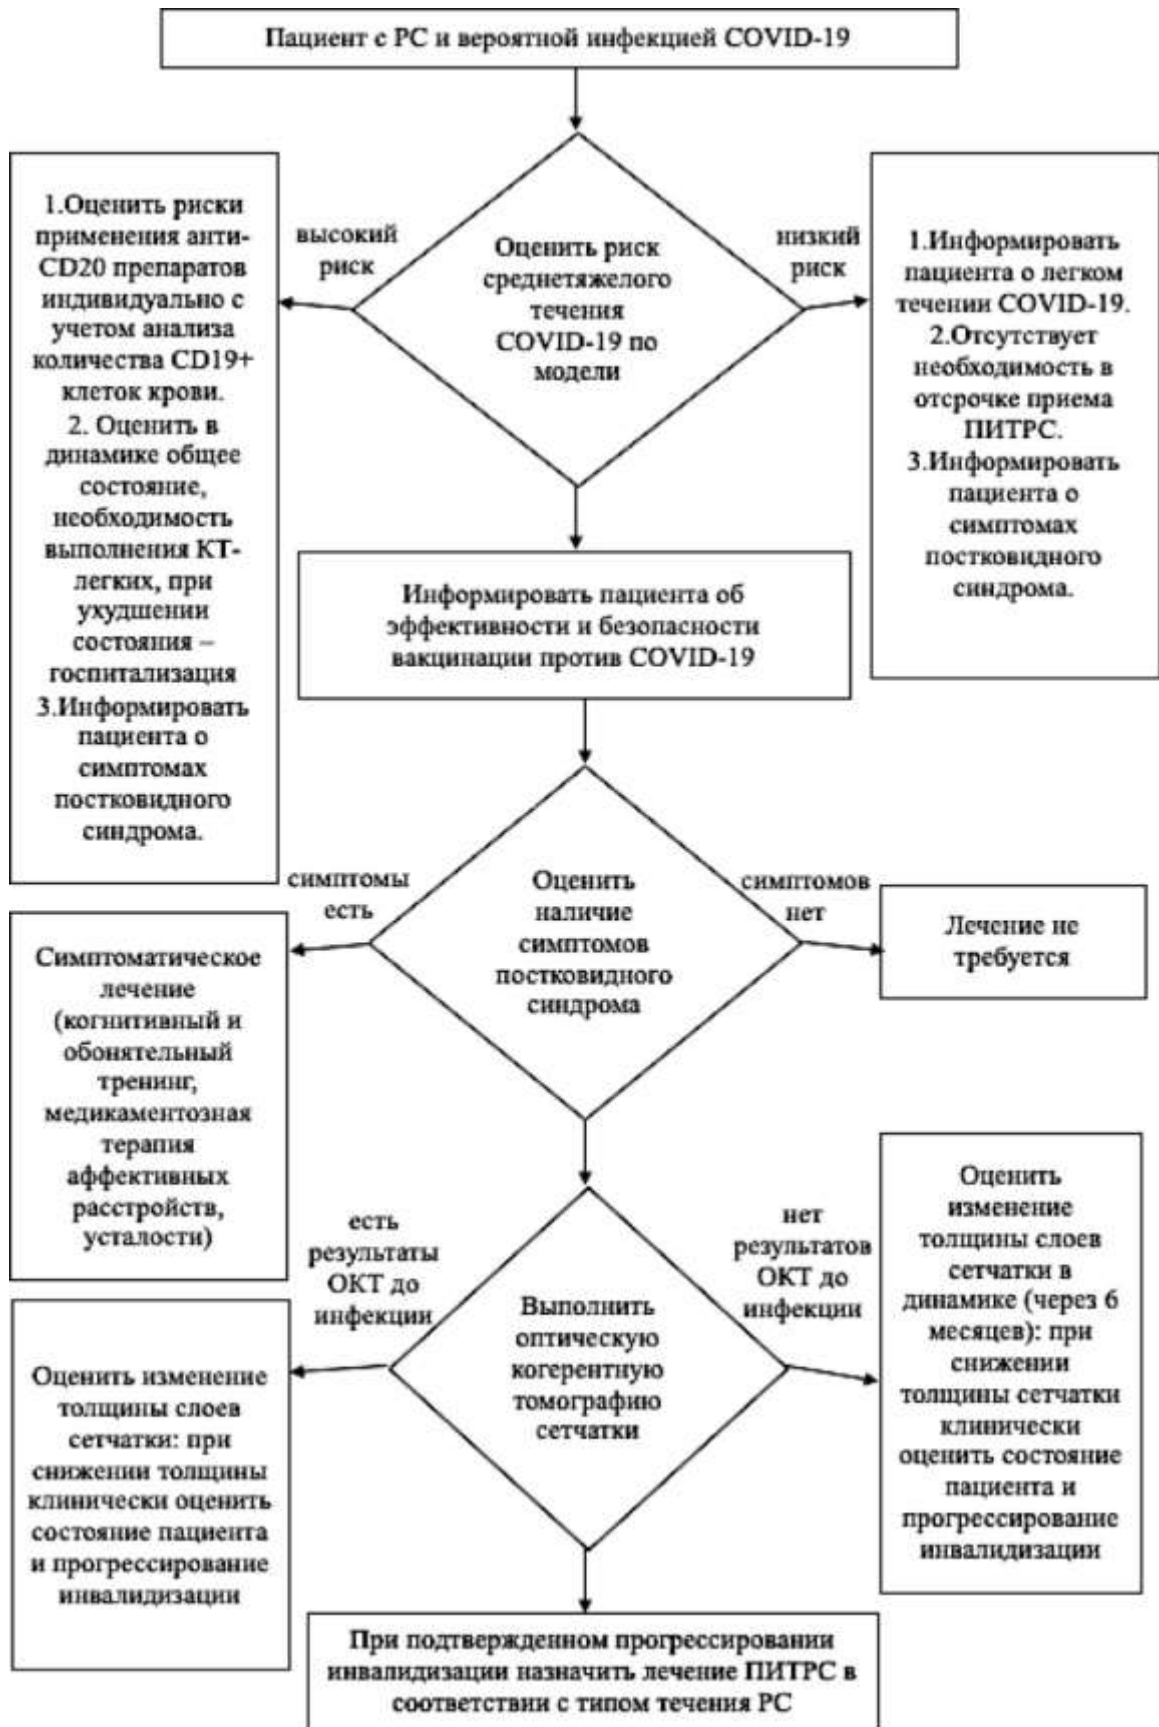 Пациент с РС и вероятной инфекцией COVID-19
1.Оценить риски
применения анти-
CD20 препаратов
индивидуально с
учетом анализа
количества CD19+
клеток крови.
2. Оценить в
динамике общее
состояние,
необходимость
выполнения КТ-
легких, при
ухудшении
состояния –
госпитализация
3.Информировать
пациента о
симптомах
постковидного
синдрома.
высокий
риск
Оценить риск
среднетяжелого
течения
COVID-19 по
модели
низкий
риск
1.Информировать
пациента о легком
течении COVID-19.
2.Отсутствует
необходимость в
отсрочке приема
ПИТРС.
3.Информировать
пациента о
симптомах
постковидного
синдрома.
Информировать пациента об
эффективности и безопасности
вакцинации против COVID-19
симптомы
есть
Оценить
наличие
симптомов
постковидного
синдрома
симптомов
нет
Лечение не
требуется
Симптоматическое
лечение
(когнитивный и
обонятельный
тренинг,
медикаментозная
терапия
аффективных
расстройств,
усталости)
есть
результаты
ОКТ до
инфекции
Выполнить
оптическую
когерентную
томографию
сетчатки
нет
результатов
ОКТ до
инфекции
Оценить
изменение
толщины слоев
сетчатки в
динамике (через 6
месяцев): при
снижении
толщины сетчатки
клинически
оценить состояние
пациента и
прогрессирование
инвалидизации
Оценить изменение
толщины слоев
сетчатки: при
снижении толщины
клинически оценить
состояние пациента
и прогрессирование
инвалидизации
При подтвержденном прогрессировании
инвалидизации назначить лечение ПИТРС в
соответствии с типом течения РС